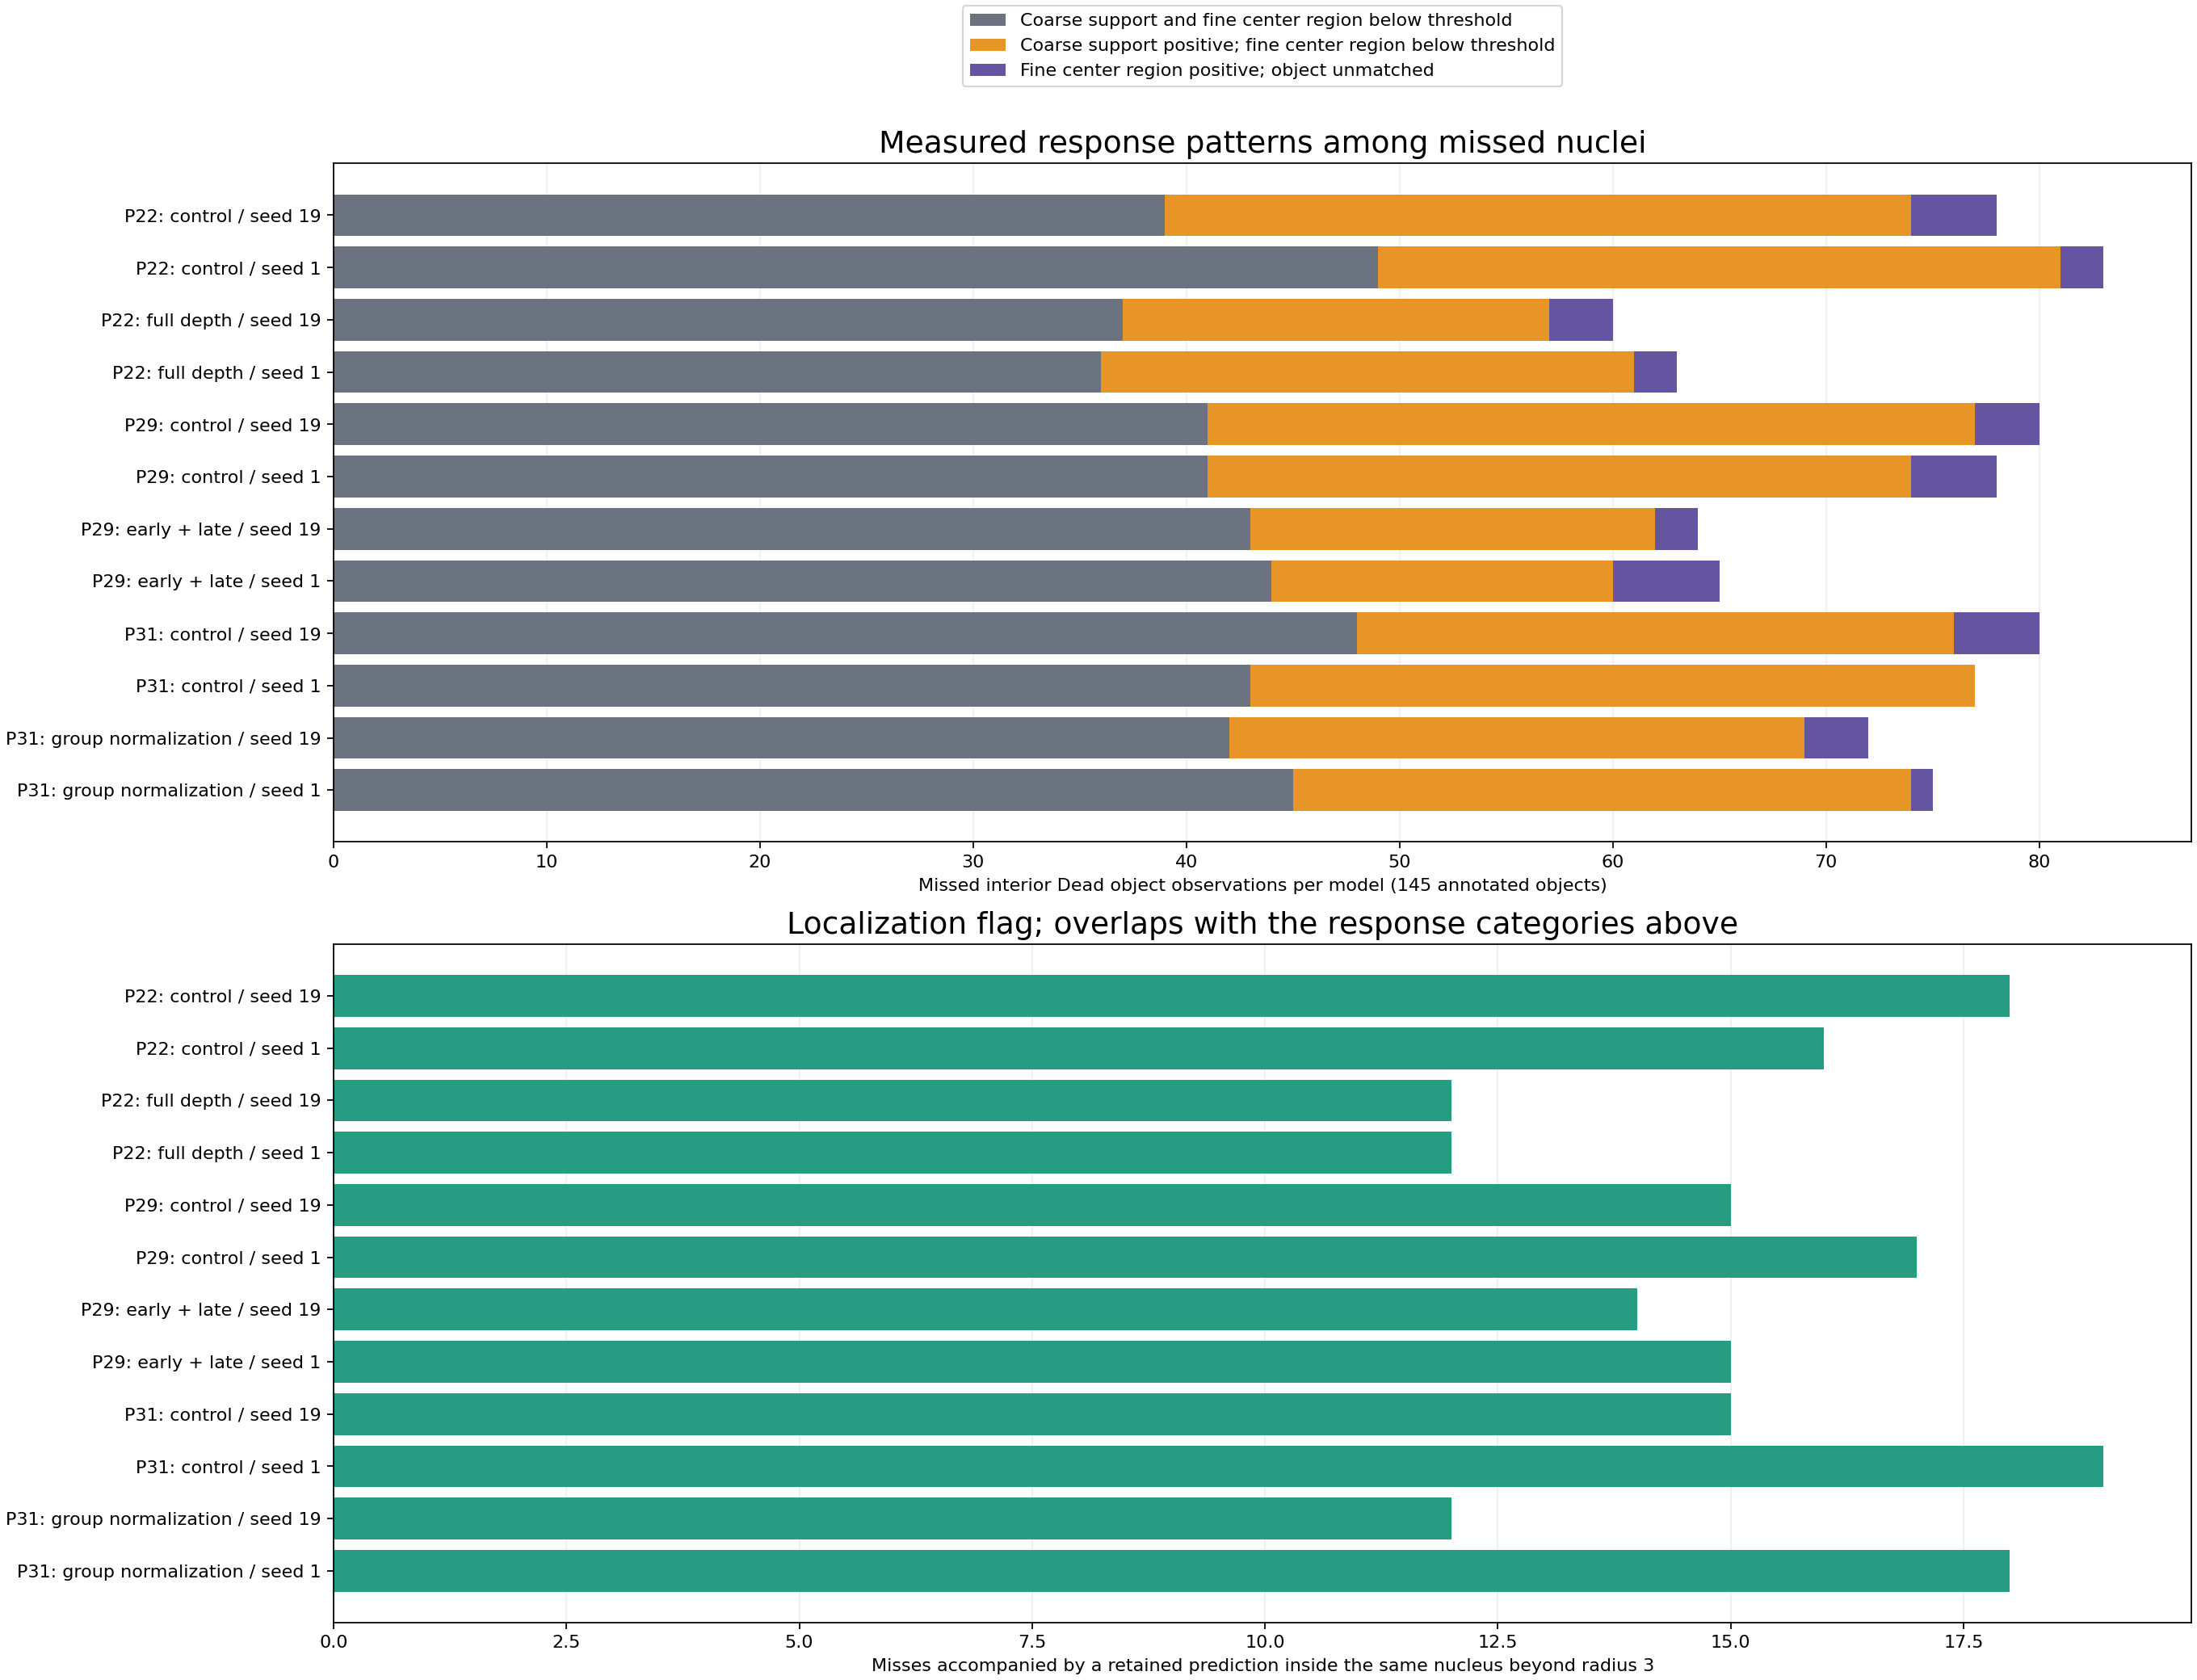 Coarse support and fine center region below threshold
Coarse support positive; fine center region below threshold
Fine center region positive; object unmatched
Measured response patterns among missed nuclei
P22: control / seed 19
P22: control / seed 1
P22: full depth / seed 19
P22: full depth / seed 1
P29: control / seed 19
P29: control / seed 1
P29: early + late / seed 19
P29: early + late / seed 1
P31: control / seed 19
P31: control / seed 1
P31: group normalization / seed 19
P31: group normalization / seed 1
0 10 20 30 40 50 60 70 80
Missed interior Dead object observations per model (145 annotated objects)
Localization flag; overlaps with the response categories above
P22: control / seed 19
P22: control / seed 1
P22: full depth / seed 19
P22: full depth / seed 1
P29: control / seed 19
P29: control / seed 1
P29: early + late / seed 19
P29: early + late / seed 1
P31: control / seed 19
P31: control / seed 1
P31: group normalization / seed 19
P31: group normalization / seed 1
0.0 2.5 5.0 7.5 10.0 12.5 15.0 17.5
Misses accompanied by a retained prediction inside the same nucleus beyond radius 3